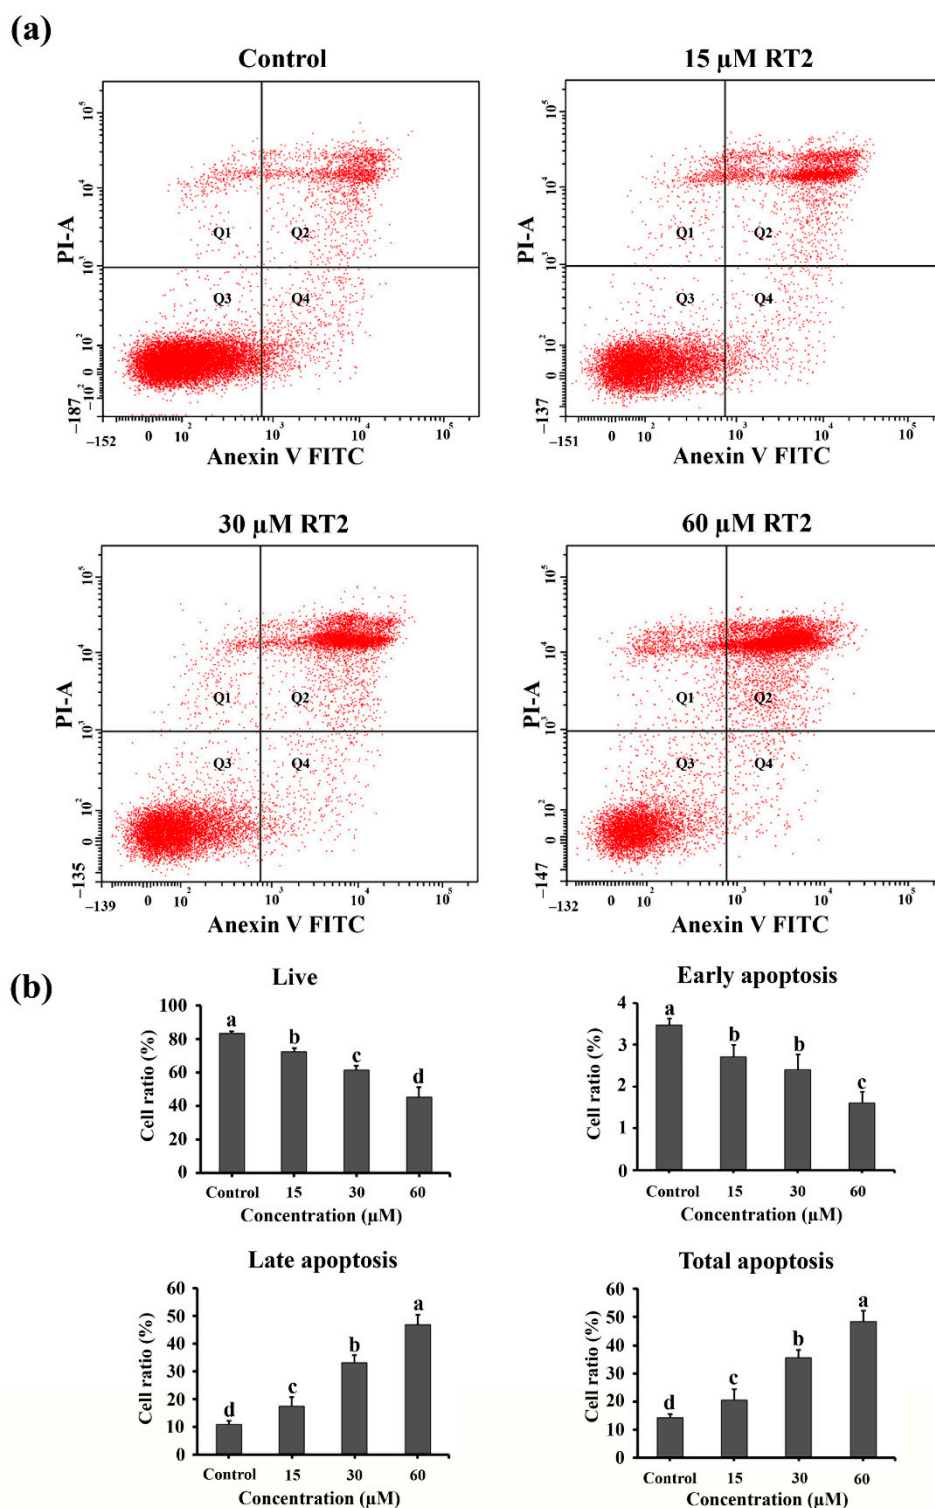 (a)
Control
15 μM RT2
10^5
10^4
10^3
10^2
0
−10^2
−187
PI-A
Q1
Q2
Q3
Q4
−152
0
10^2
10^3
10^4
10^5
Anexin V FITC
10^5
10^4
10^3
10^2
0
−137
PI-A
Q1
Q2
Q3
Q4
−151
0
10^2
10^3
10^4
10^5
Anexin V FITC
30 μM RT2
60 μM RT2
10^5
10^4
10^3
10^2
0
−135
PI-A
Q1
Q2
Q3
Q4
−139
0
10^2
10^3
10^4
10^5
Anexin V FITC
10^5
10^4
10^3
10^2
0
−147
PI-A
Q1
Q2
Q3
Q4
−132
0
10^2
10^3
10^4
10^5
Anexin V FITC
(b)
Live
Cell ratio (%)
100
80
60
40
20
0
a
b
c
d
Control 15 30 60
Concentration (μM)
Early apoptosis
Cell ratio (%)
4
3
2
1
0
a
b
b
c
Control 15 30 60
Concentration (μM)
Late apoptosis
Cell ratio (%)
60
50
40
30
20
10
0
d
c
b
a
Control 15 30 60
Concentration (μM)
Total apoptosis
Cell ratio (%)
60
50
40
30
20
10
0
d
c
b
a
Control 15 30 60
Concentration (μM)